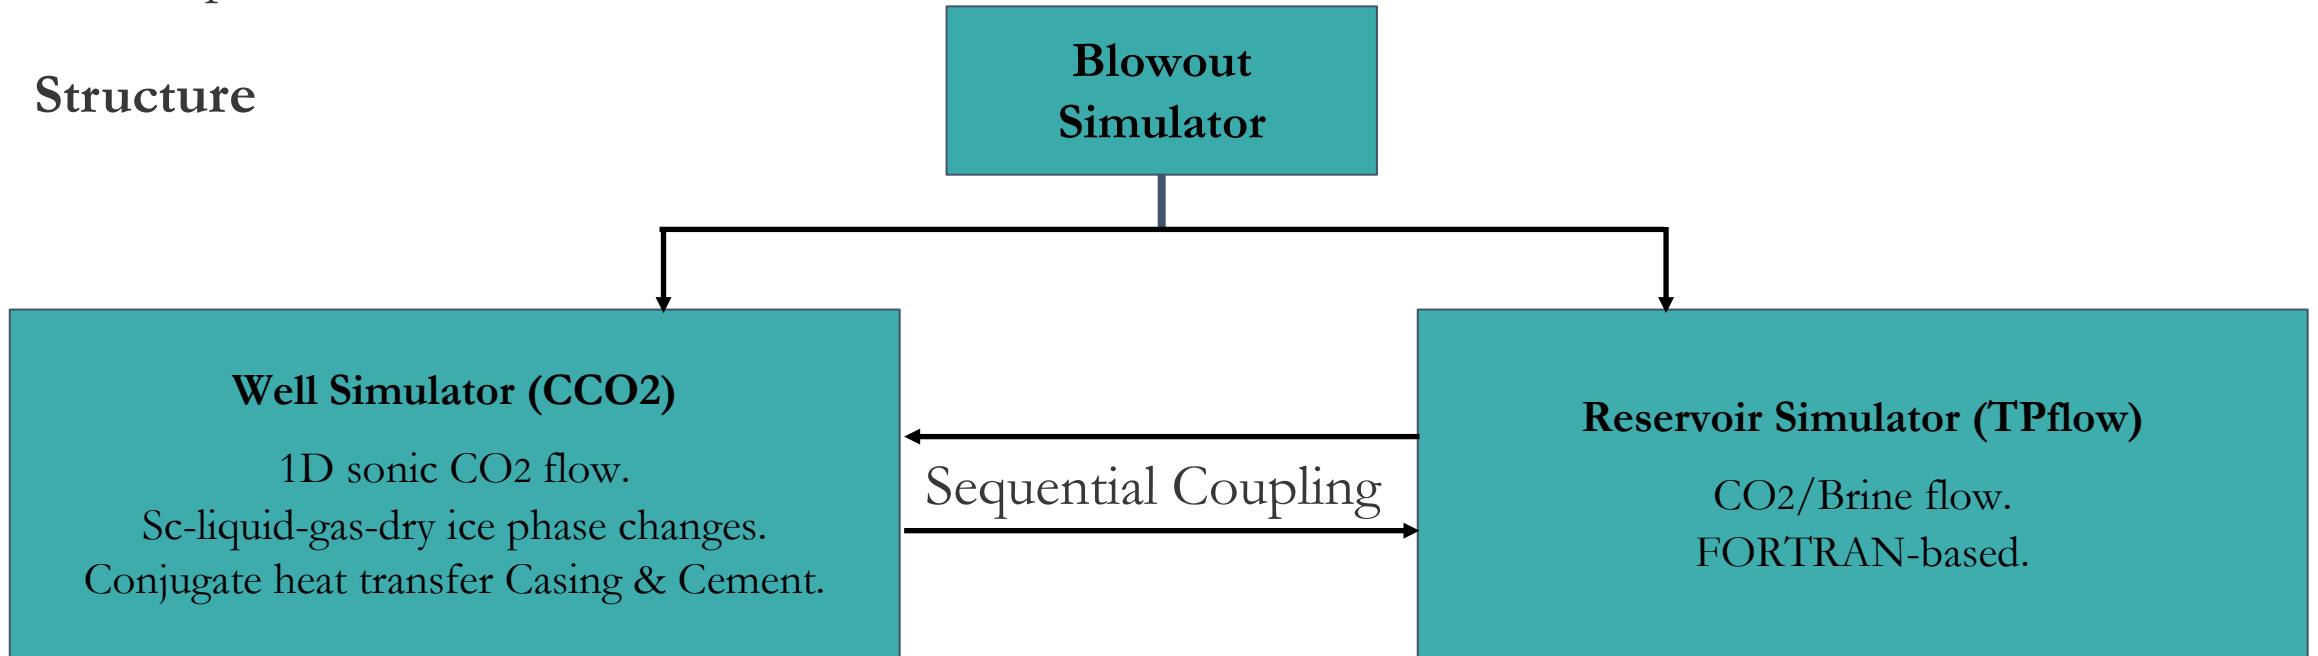 Structure
Blowout
Simulator
Well Simulator (CCO2)
1D sonic CO2 flow.
Sc-liquid-gas-dry ice phase changes.
Conjugate heat transfer Casing & Cement.
Sequential Coupling
Reservoir Simulator (TPflow)
CO2/Brine flow.
FORTRAN-based.